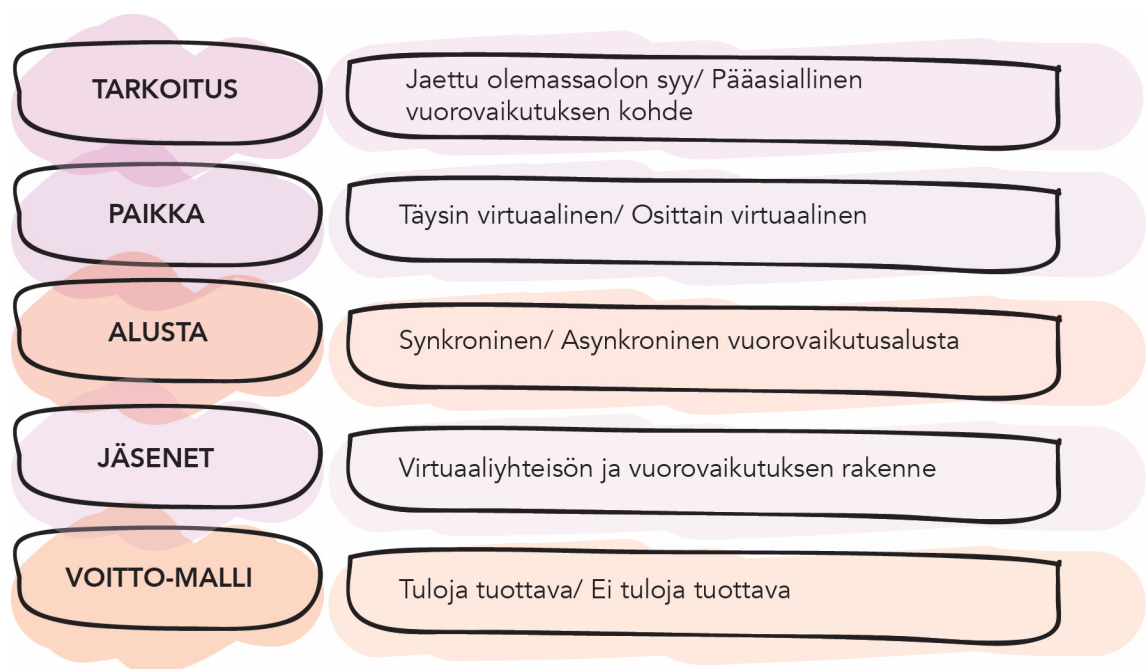 TARKOITUS
Jaettu olemassaolon syy/ Pääasiallinen
vuorovaikutuksen kohde
PAIKKA
Täysin virtuaalinen/ Osittain virtuaalinen
ALUSTA
Synkroninen/ Asynkroninen vuorovaikutusalusta
JÄSENET
Virtuaaliyhteisön ja vuorovaikutuksen rakenne
VOITTO-MALLI
Tuloja tuottava/ Ei tuloja tuottava